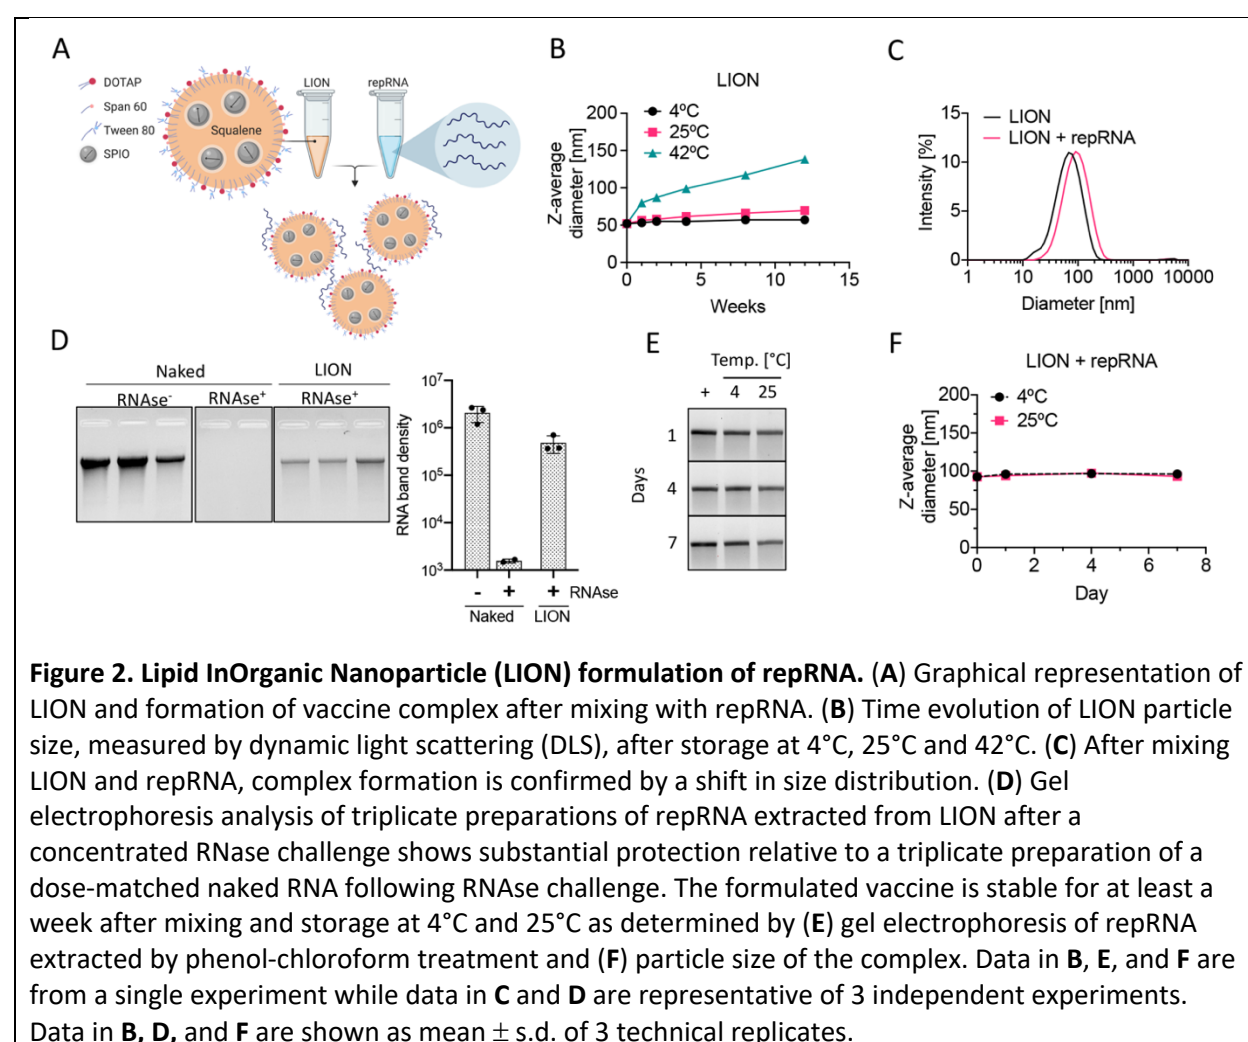 A
DOTAP
Span 60
Tween 80
SPIO
Squalene
LION
repRNA
B
LION
4ºC
25ºC
42ºC
200
150
100
50
0
Z-average
diameter [nm]
0
5
10
15
Weeks
C
LION
LION + repRNA
15
10
5
0
Intensity [%]
1
10
100
1000
10000
Diameter [nm]
D
Naked
LION
RNAse-
RNAse+
RNAse+
RNA band density
10⁷
10⁶
10⁵
10⁴
10³
- + + RNAse
Naked
LION
E
Temp. [°C]
+ 4 25
Days
1
4
7
F
LION + repRNA
4ºC
25ºC
200
150
100
50
0
Z-average
diameter [nm]
0
2
4
6
8
Day
Figure 2. Lipid InOrganic Nanoparticle (LION) formulation of repRNA. (A) Graphical representation of
LION and formation of vaccine complex after mixing with repRNA. (B) Time evolution of LION particle
size, measured by dynamic light scattering (DLS), after storage at 4°C, 25°C and 42°C. (C) After mixing
LION and repRNA, complex formation is confirmed by a shift in size distribution. (D) Gel
electrophoresis analysis of triplicate preparations of repRNA extracted from LION after a
concentrated RNase challenge shows substantial protection relative to a triplicate preparation of a
dose-matched naked RNA following RNAse challenge. The formulated vaccine is stable for at least a
week after mixing and storage at 4°C and 25°C as determined by (E) gel electrophoresis of repRNA
extracted by phenol-chloroform treatment and (F) particle size of the complex. Data in B, E, and F are
from a single experiment while data in C and D are representative of 3 independent experiments.
Data in B, D, and F are shown as mean ± s.d. of 3 technical replicates.